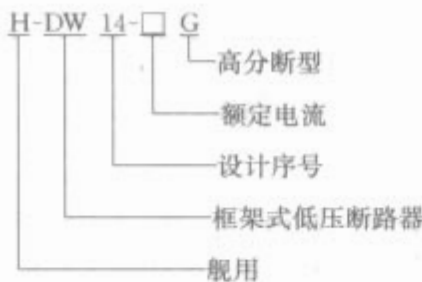 H-DW 14-□ G
高分断型
额定电流
设计序号
框架式低压断路器
舰用